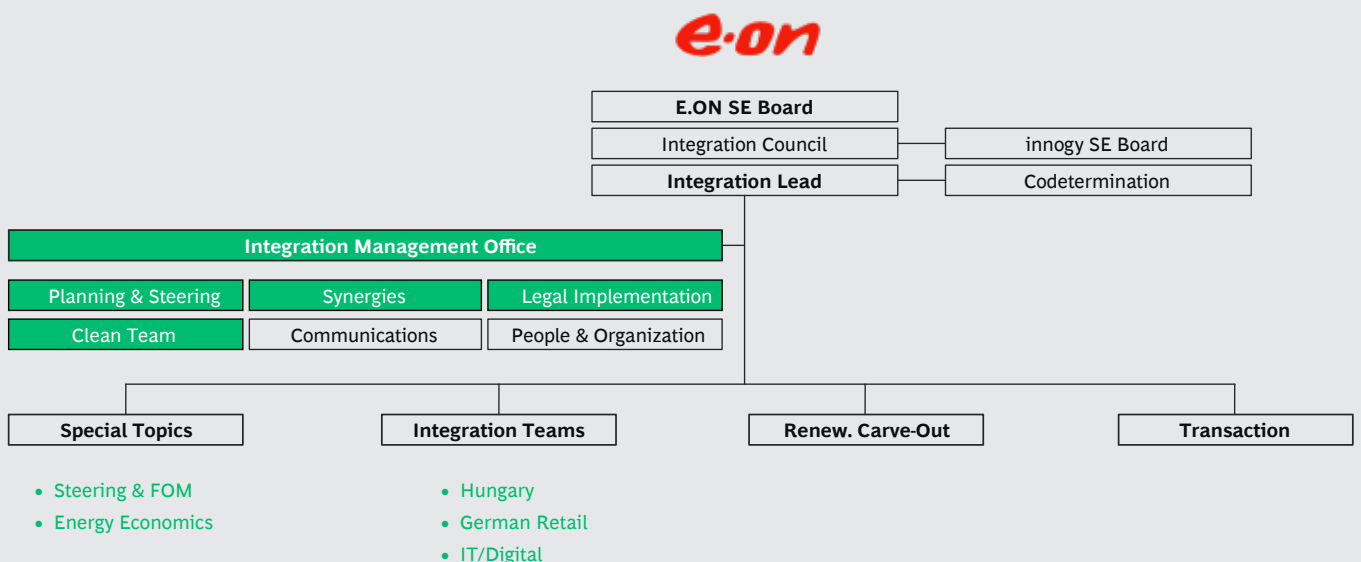 e·on
E.ON SE Board
Integration Council
innogy SE Board
Integration Lead
Codetermination
Integration Management Office
Planning & Steering
Synergies
Legal Implementation
Clean Team
Communications
People & Organization
Special Topics
Integration Teams
Renew. Carve-Out
Transaction
• Steering & FOM
• Energy Economics
• Hungary
• German Retail
• IT/Digital